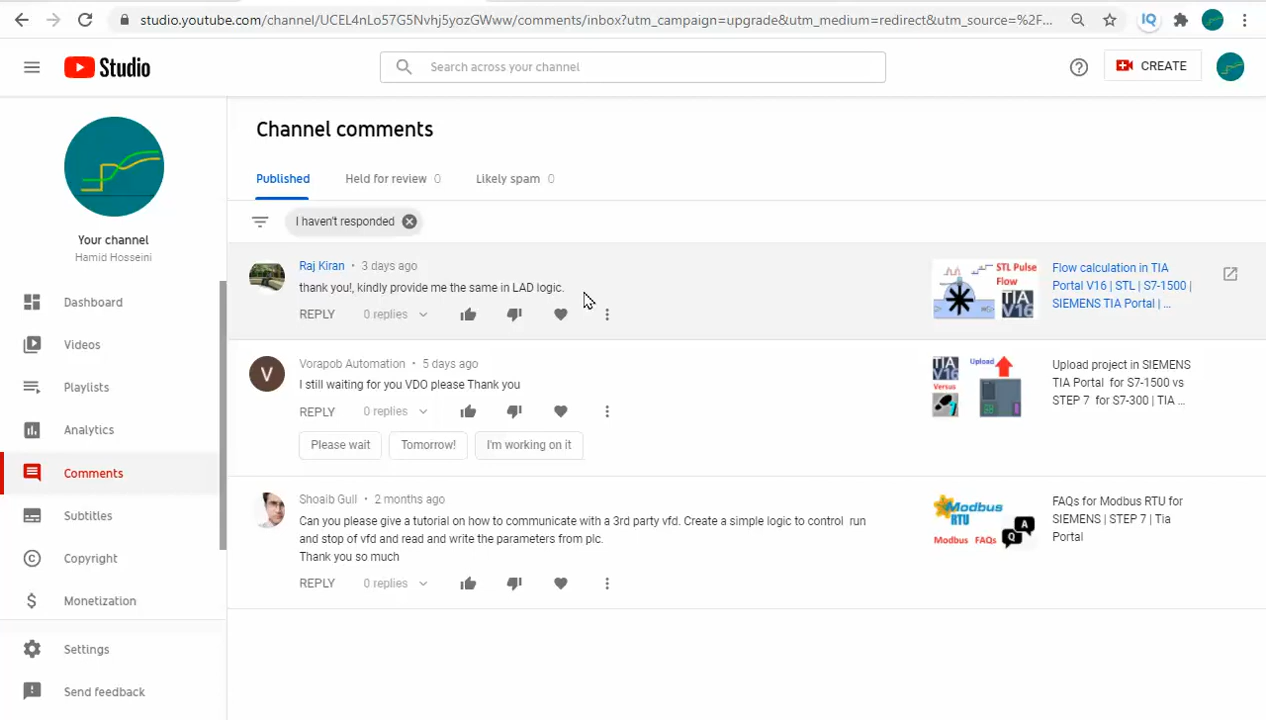 studio.youtube.com/channel/UCEL4nLo57G5Nvhj5yozGWww/comments/inbox?utm_campaign=upgrade&utm_medium=redirect&utm_source=%2F...
IQ
Studio
Search across your channel
CREATE
Your channel
Hamid Hosseini
Dashboard
Videos
Playlists
Analytics
Comments
Subtitles
Copyright
Monetization
Settings
Send feedback
Channel comments
Published
Held for review 0
Likely spam 0
I haven't responded
Raj Kiran • 3 days ago
thank you!, kindly provide me the same in LAD logic.
REPLY 0 replies
STL Pulse
Flow
TIA
V16
Flow calculation in TIA
Portal V16 | STL | S7-1500 |
SIEMENS TIA Portal | ...
Vorapob Automation • 5 days ago
V
I still waiting for you VDO please Thank you
REPLY 0 replies
Please wait
Tomorrow!
I'm working on it
TIA
V16
Upload
Versus
Upload project in SIEMENS
TIA Portal for S7-1500 vs
STEP 7 for S7-300 | TIA ...
Shoaib Gull • 2 months ago
Can you please give a tutorial on how to communicate with a 3rd party vfd. Create a simple logic to control run
and stop of vfd and read and write the parameters from plc.
Thank you so much
REPLY 0 replies
Modbus
RTU
Q A
Modbus FAQs
FAQs for Modbus RTU for
SIEMENS | STEP 7 | Tia
Portal